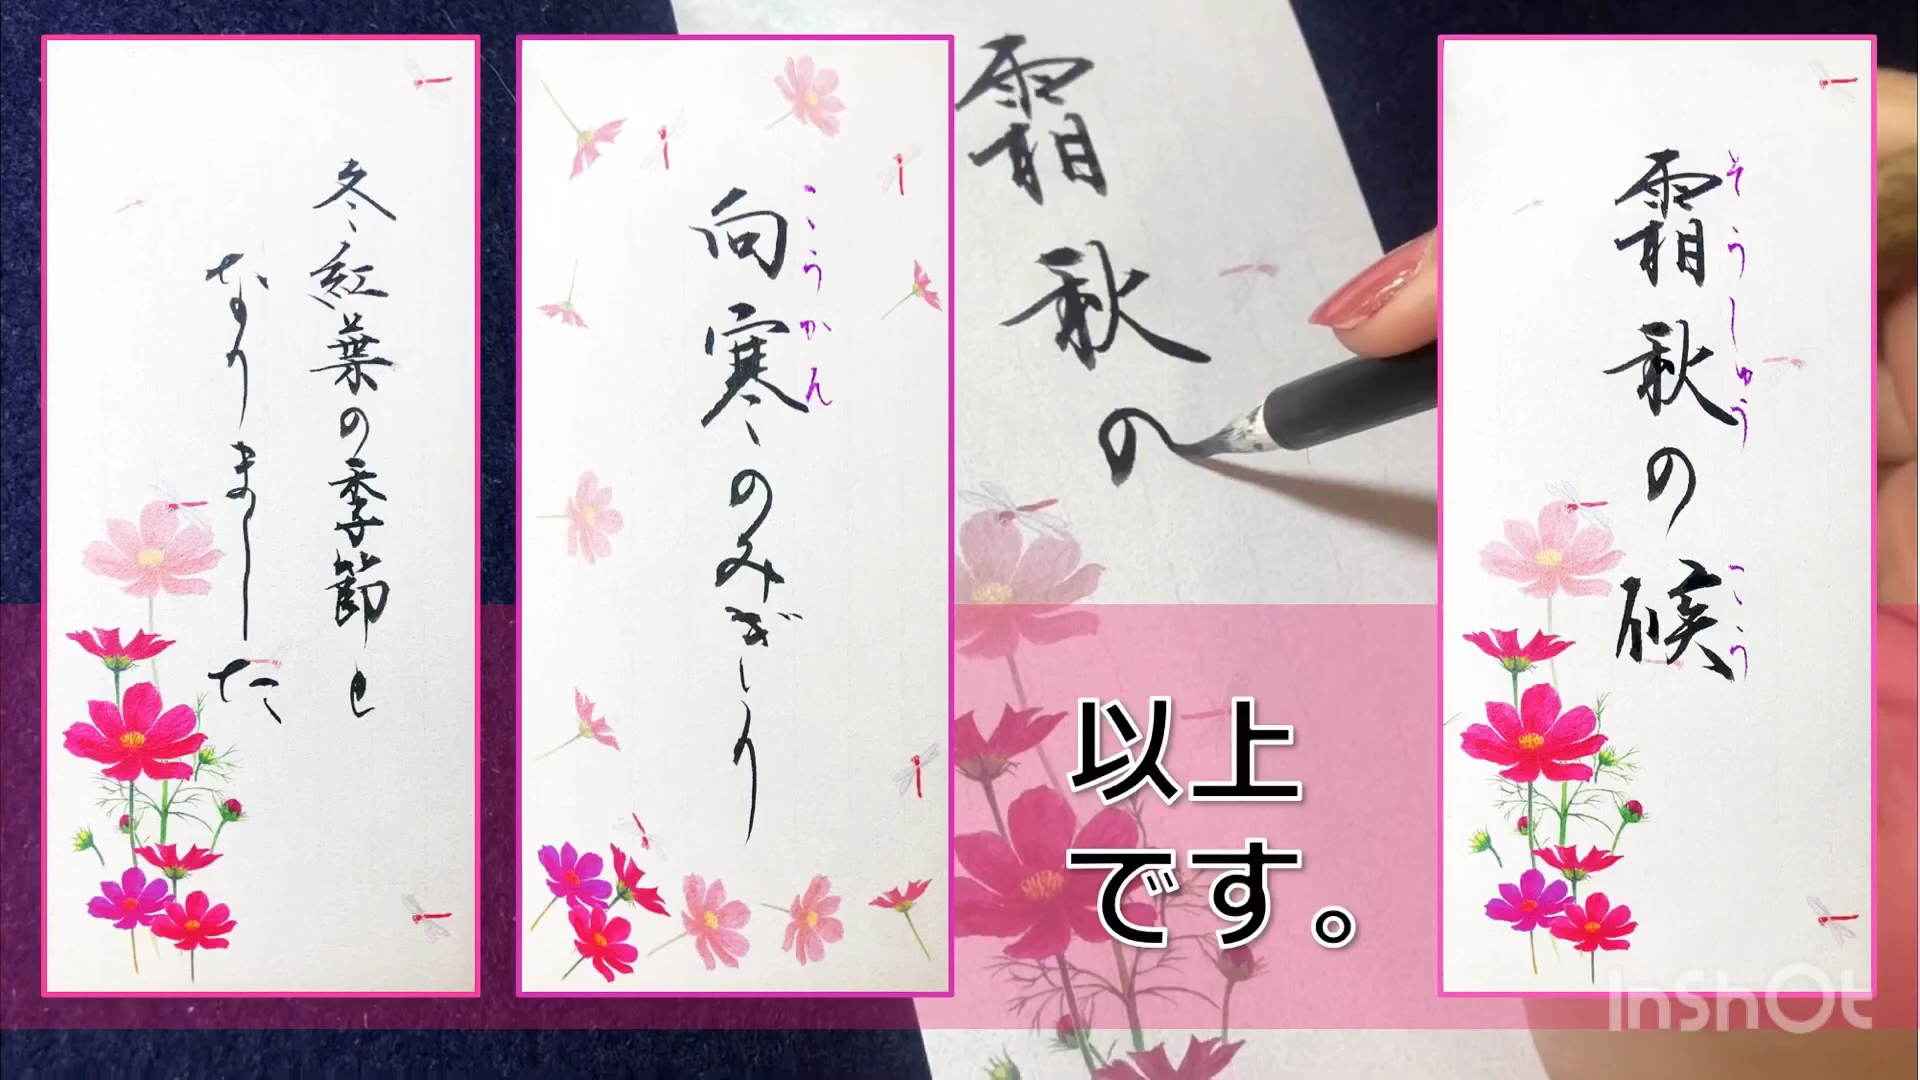 冬紅葉の季節と
なりました
こうかん
向寒のみぎり
霜秋の
以上
です。
そうしゅう
こう
霜秋の候
InShOt